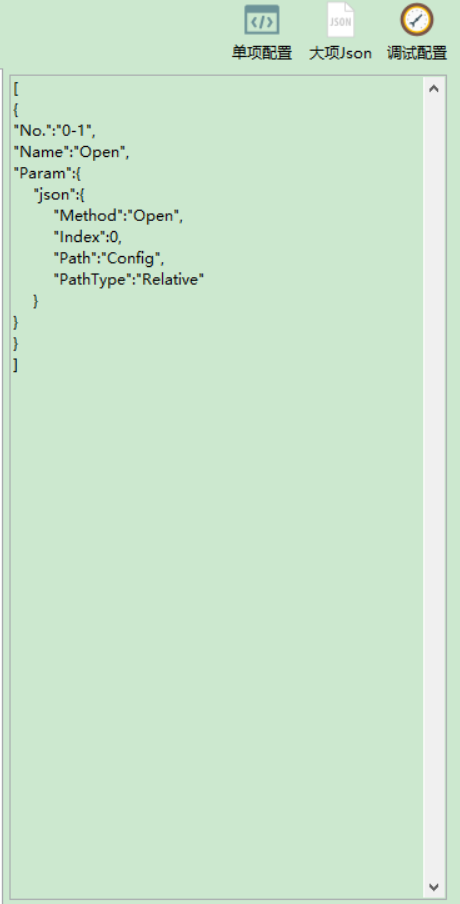 </>
JSON
单项配置 大项Json 调试配置
[
{
"No.":"0-1",
"Name":"Open",
"Param":{
"json":{
"Method":"Open",
"Index":0,
"Path":"Config",
"PathType":"Relative"
}
}
}
]